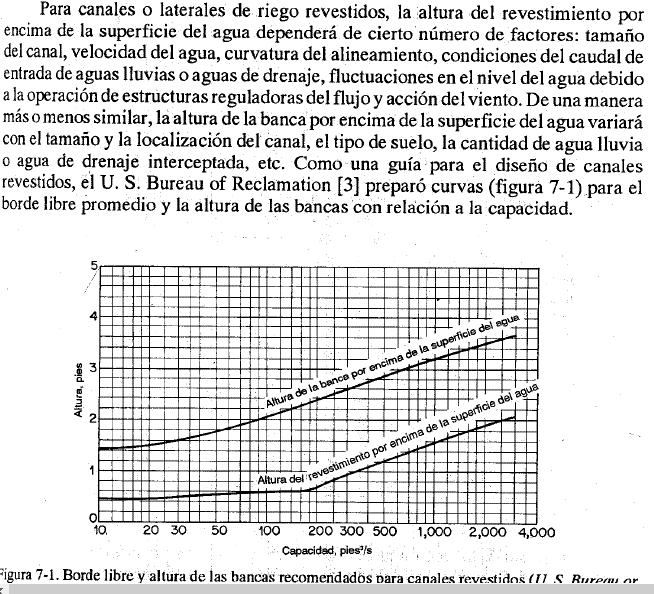 Para canales o laterales de riego revestidos, la altura del revestimiento por
encima de la superficie del agua dependerá de cierto número de factores: tamaño
del canal, velocidad del agua, curvatura del alineamiento, condiciones del caudal de
entrada de aguas lluvias o aguas de drenaje, fluctuaciones en el nivel del agua debido
a la operación de estructuras reguladoras del flujo y acción del viento. De una manera
más o menos similar, la altura de la banca por encima de la superficie del agua variará
con el tamaño y la localización del canal, el tipo de suelo, la cantidad de agua lluvia
o agua de drenaje interceptada, etc. Como una guía para el diseño de canales
revestidos, el U. S. Bureau of Reclamation [3] preparó curvas (figura 7-1) para el
borde libre promedio y la altura de las bancas con relación a la capacidad.
5
4
3
2
1
0
Altura, pies
Altura de la banca por encima de la superficie del agua
Altura del revestimiento por encima de la superficie del agua
10 20 30 50 100 200 300 500 1,000 2,000 4,000
Capacidad, pies³/s
Figura 7-1. Borde libre y altura de las bancas recomendados para canales revestidos (U. S. Bureau